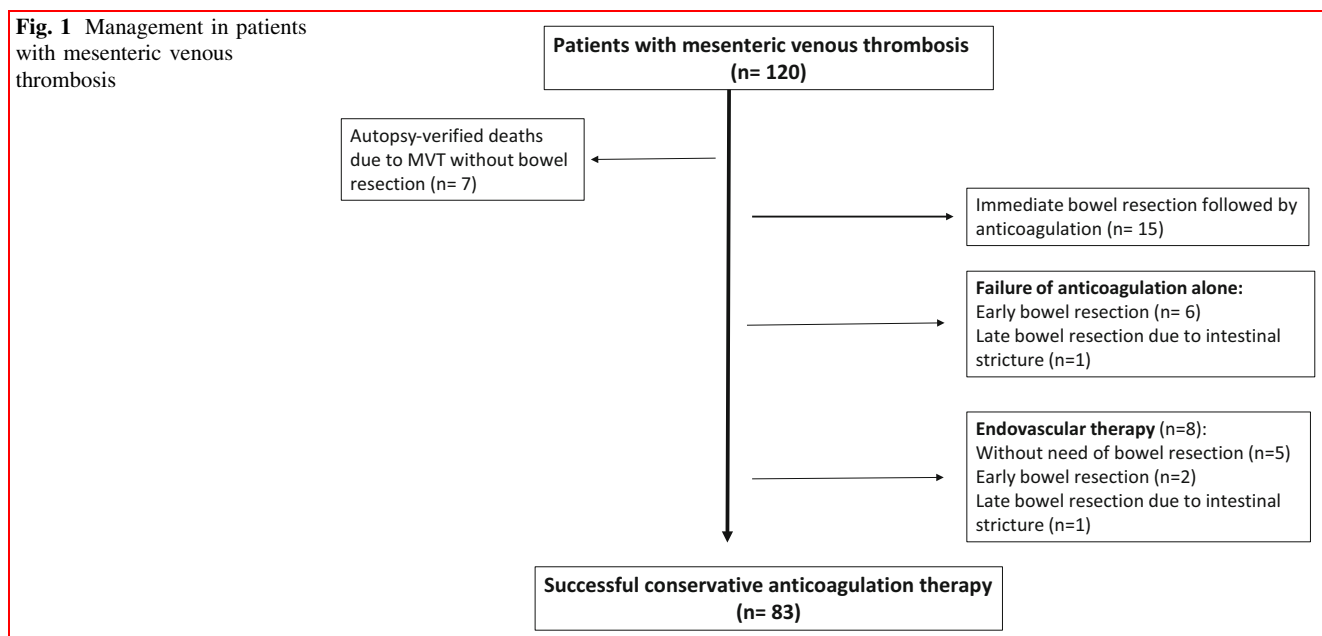 Fig. 1 Management in patients
with mesenteric venous
thrombosis
Patients with mesenteric venous thrombosis
(n= 120)
Autopsy-verified deaths
due to MVT without bowel
resection (n= 7)
Immediate bowel resection followed by
anticoagulation (n= 15)
Failure of anticoagulation alone:
Early bowel resection (n= 6)
Late bowel resection due to intestinal
stricture (n=1)
Endovascular therapy (n=8):
Without need of bowel resection (n=5)
Early bowel resection (n=2)
Late bowel resection due to intestinal
stricture (n=1)
Successful conservative anticoagulation therapy
(n= 83)